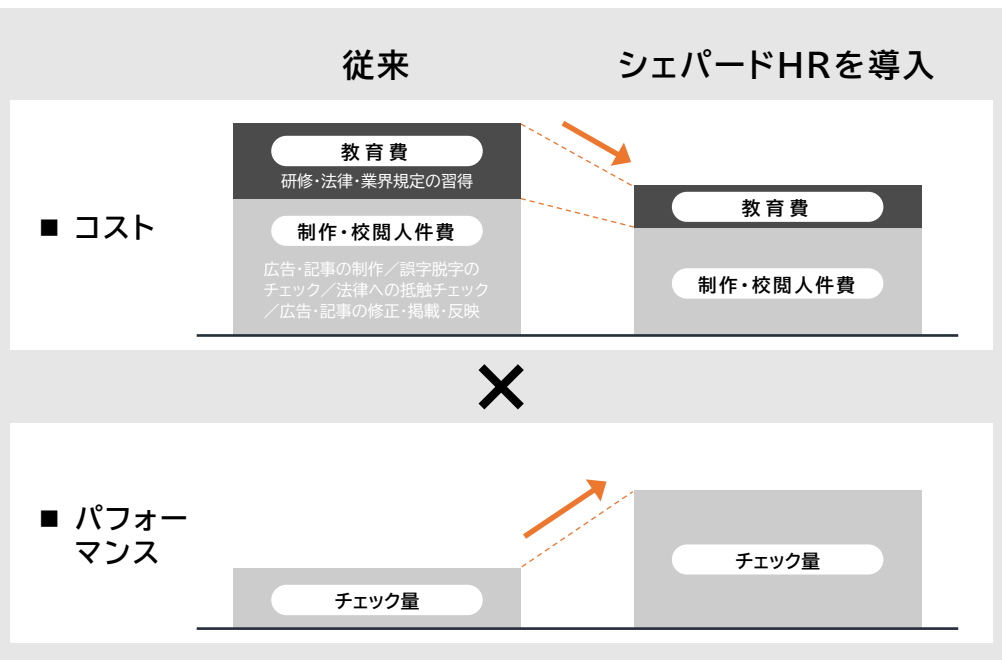 従来
シェパードHRを導入
■ コスト
教育費
研修・法律・業界規定の習得
制作・校閲人件費
広告・記事の制作／誤字脱字の
チェック／法律への抵触チェック
／広告・記事の修正・掲載・反映
教育費
制作・校閲人件費
■ パフォー
マンス
チェック量
チェック量